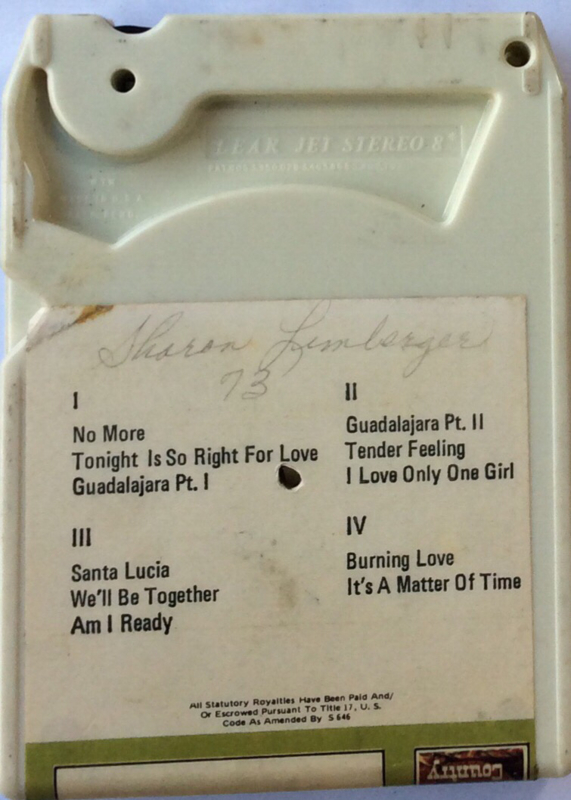 LEAR JET STEREO 8
Sharon Lemberger
73
I
No More
Tonight Is So Right For Love
Guadalajara Pt. I
II
Guadalajara Pt. II
Tender Feeling
I Love Only One Girl
III
Santa Lucia
We'll Be Together
Am I Ready
IV
Burning Love
It's A Matter Of Time
All Statutory Royalties Have Been Paid And/
Or Escrowed Pursuant To Title 17, U. S.
Code As Amended By S 646
Country